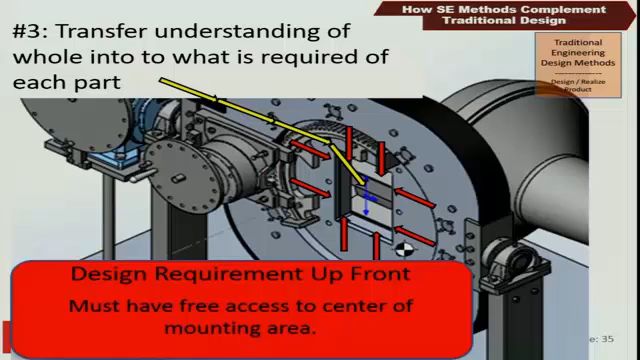 How SE Methods Complement
Traditional Design
#3: Transfer understanding of
whole into to what is required of
each part
Traditional
Engineering
Design Methods
Design / Realize
Product
Design Requirement Up Front
Must have free access to center of
mounting area.
e: 35